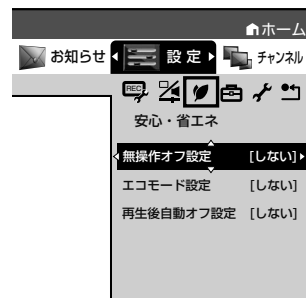 ホーム
お知らせ 設定 チャンネル
REC
安心・省エネ
無操作オフ設定 [しない]
エコモード設定 [しない]
再生後自動オフ設定 [しない]